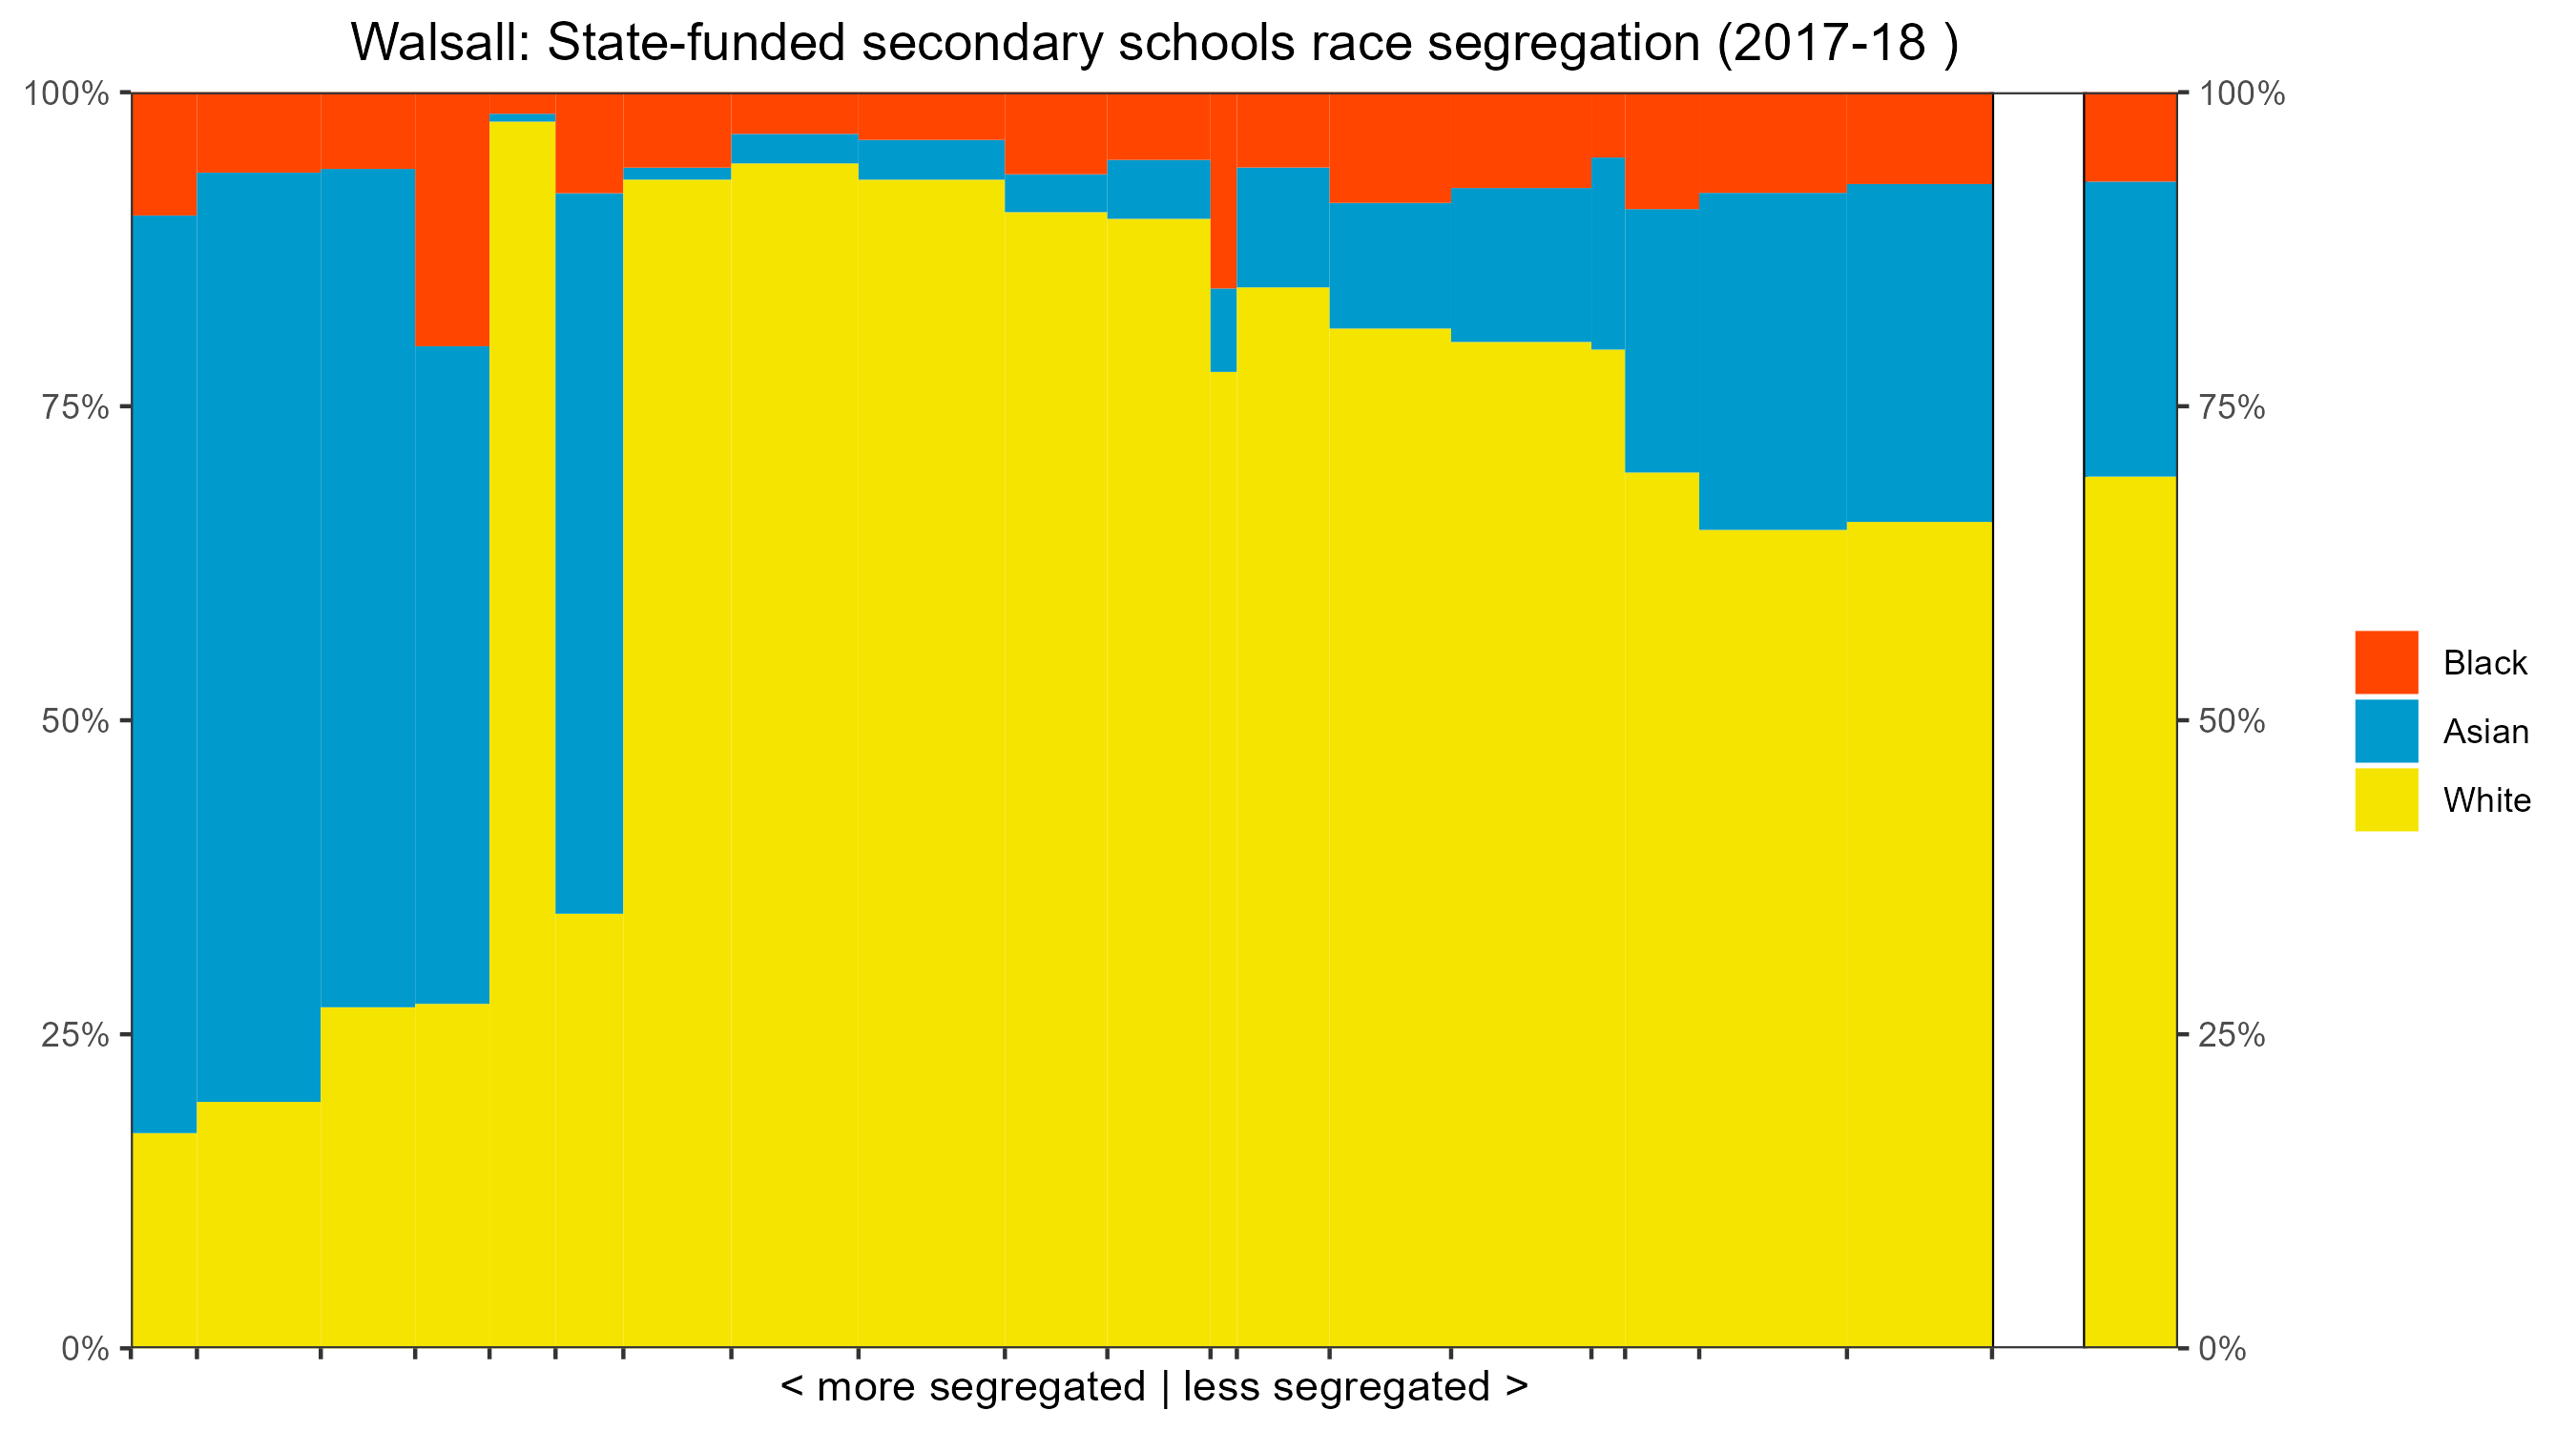 Walsall: State-funded secondary schools race segregation (2017-18 )
100%
75%
50%
25%
0%
100%
75%
50%
25%
0%
Black
Asian
White
< more segregated | less segregated >